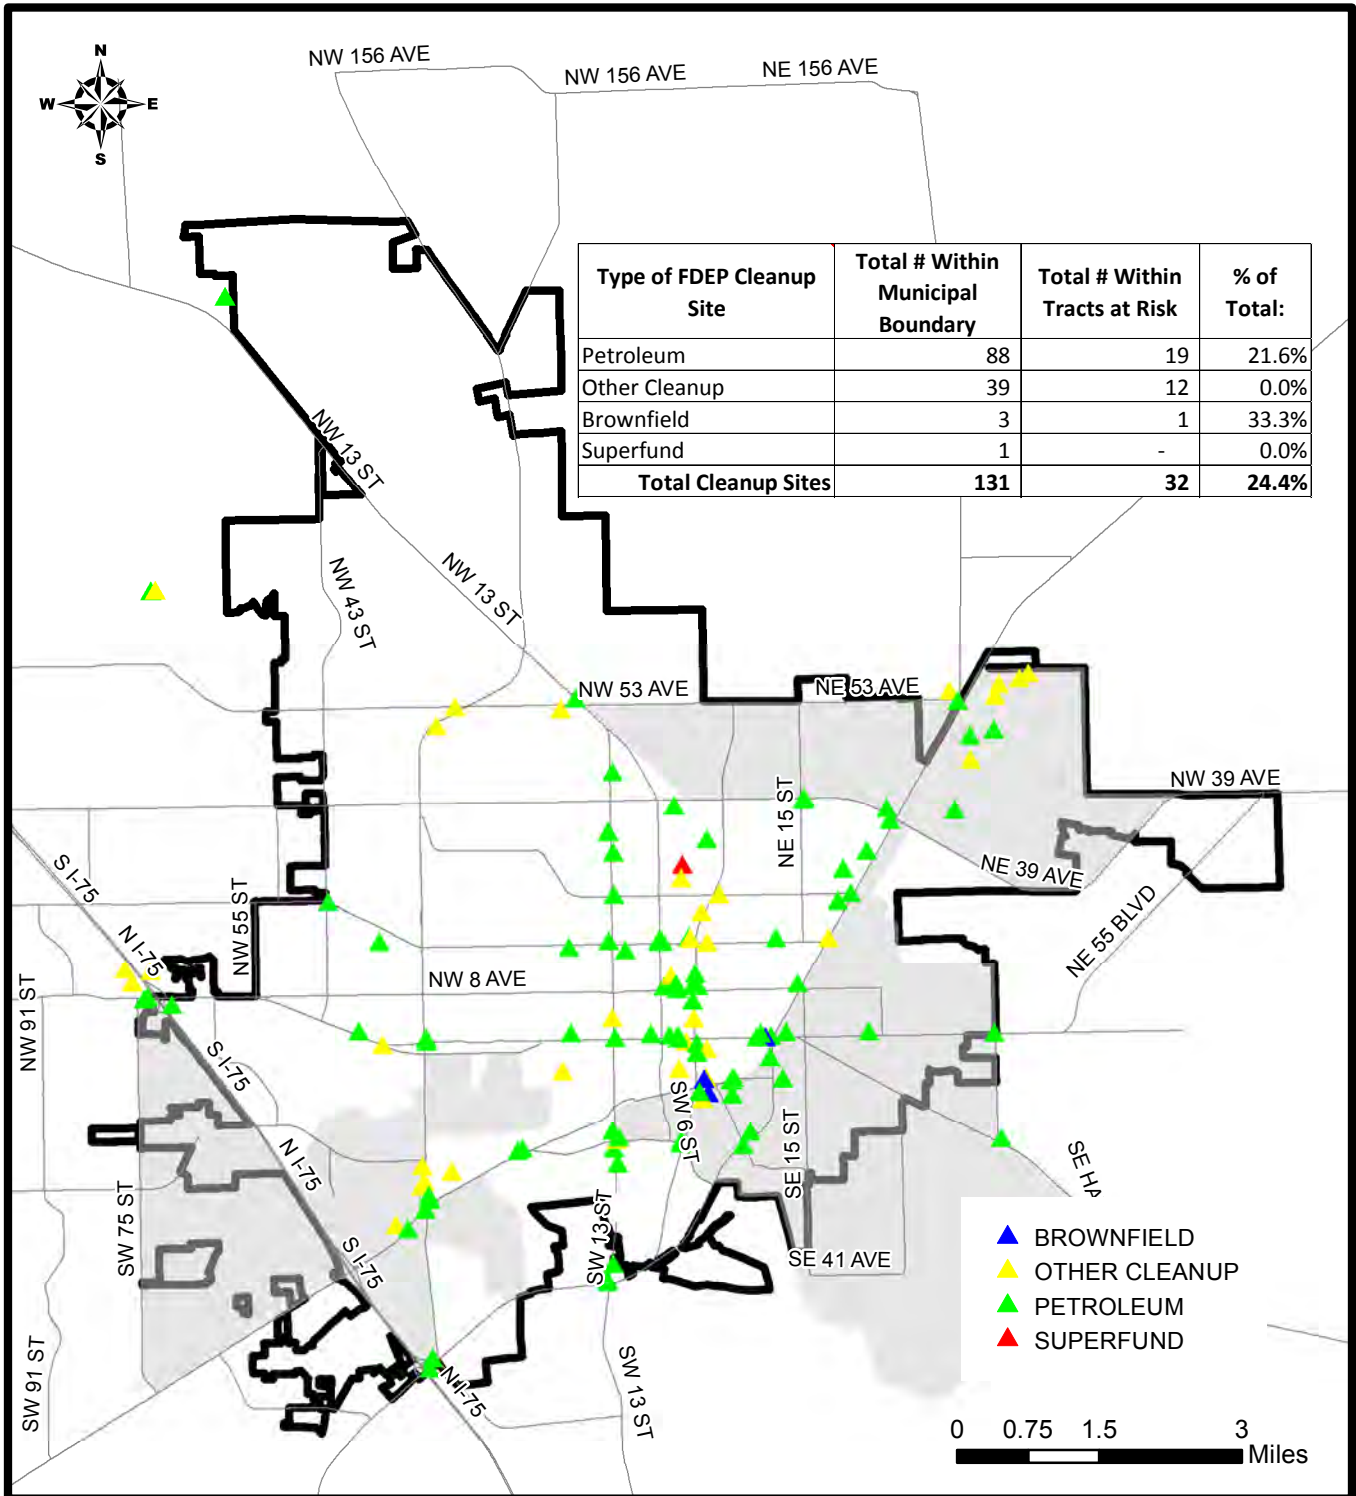 N
W E
S
NW 156 AVE
NW 156 AVE
NE 156 AVE
Type of FDEP Cleanup Site | Total # Within Municipal Boundary | Total # Within Tracts at Risk | % of Total:
Petroleum 88 19 21.6%
Other Cleanup 39 12 0.0%
Brownfield 3 1 33.3%
Superfund 1 - 0.0%
Total Cleanup Sites 131 32 24.4%
NW 13 ST
NW 13 ST
NW 43 ST
NW 53 AVE
NE 53 AVE
NW 39 AVE
NE 15 ST
NE 39 AVE
S I-75
NW 55 ST
N I-75
NE 55 BLVD
NW 8 AVE
NW 91 ST
S I-75
SW 6 ST
SE 15 ST
N I-75
SE HA
SW 75 ST
SW 13 ST
S I-75
SE 41 AVE
SW 91 ST
N I-75
SW 13 ST
BROWNFIELD
OTHER CLEANUP
PETROLEUM
SUPERFUND
0 0.75 1.5 3
Miles